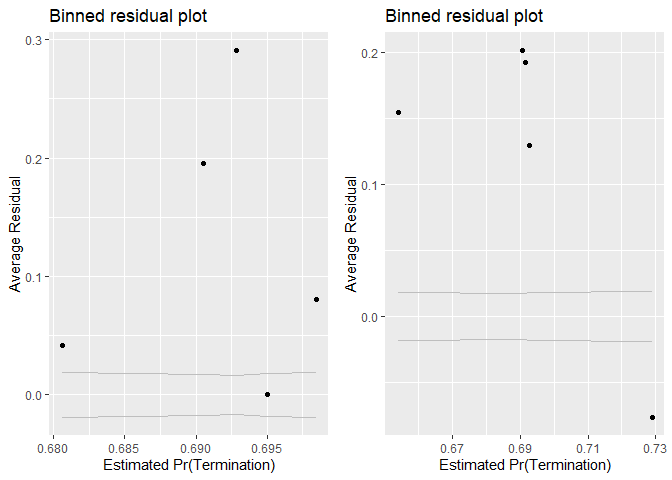 Binned residual plot
0.3
0.2
0.1
0.0
Average Residual
0.680
0.685
0.690
0.695
Estimated Pr(Termination)
Binned residual plot
0.2
0.1
0.0
Average Residual
0.67
0.69
0.71
0.73
Estimated Pr(Termination)